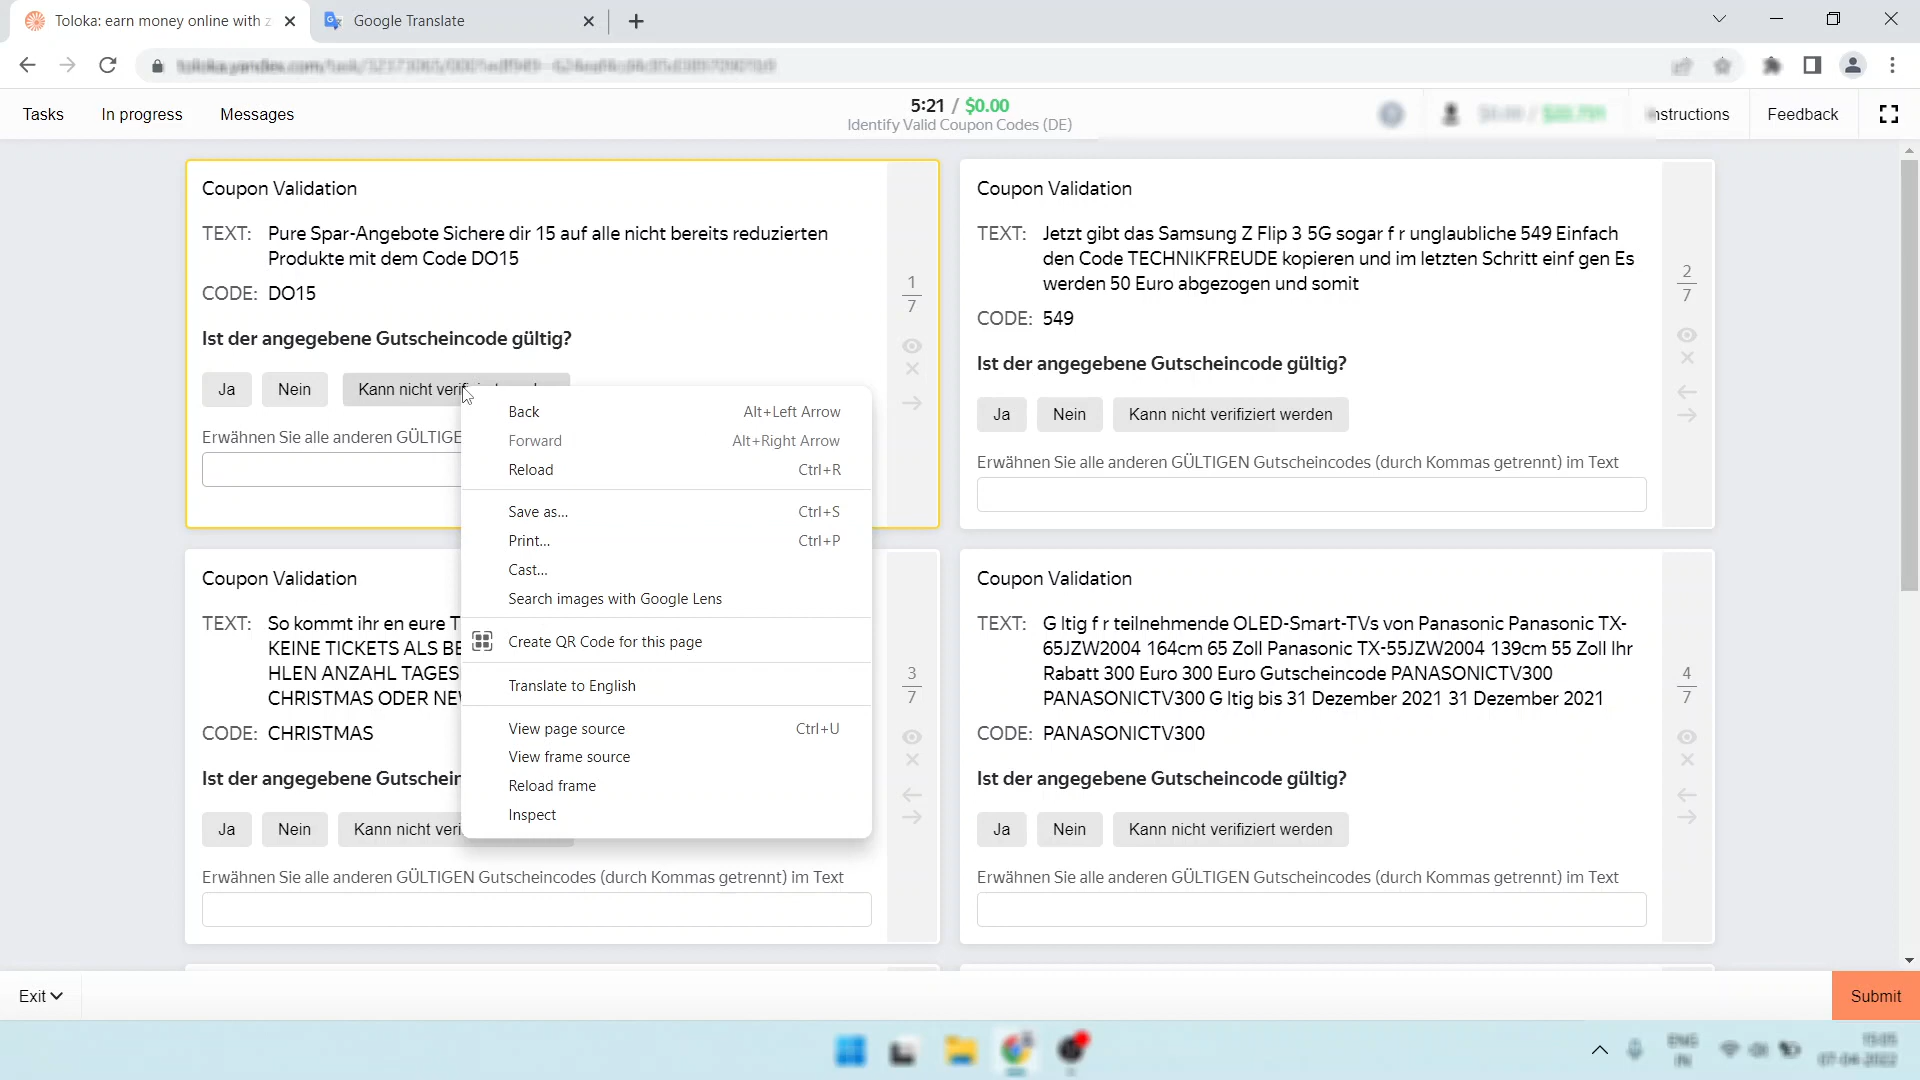 Toloka: earn money online with z
Google Translate
Tasks
In progress
Messages
5:21 / $0.00
Identify Valid Coupon Codes (DE)
nstructions
Feedback
Coupon Validation
TEXT: Pure Spar-Angebote Sichere dir 15 auf alle nicht bereits reduzierten
Produkte mit dem Code DO15
CODE: DO15
Ist der angegebene Gutscheincode gültig?
Ja
Nein
Kann nicht verifi
Erwähnen Sie alle anderen GÜLTIGE
1
7
Coupon Validation
TEXT: Jetzt gibt das Samsung Z Flip 3 5G sogar f r unglaubliche 549 Einfach
den Code TECHNIKFREUDE kopieren und im letzten Schritt einf gen Es
werden 50 Euro abgezogen und somit
CODE: 549
Ist der angegebene Gutscheincode gültig?
Ja
Nein
Kann nicht verifiziert werden
Erwähnen Sie alle anderen GÜLTIGEN Gutscheincodes (durch Kommas getrennt) im Text
2
7
Back Alt+Left Arrow
Forward Alt+Right Arrow
Reload Ctrl+R
Save as... Ctrl+S
Print... Ctrl+P
Cast...
Search images with Google Lens
Create QR Code for this page
Translate to English
View page source Ctrl+U
View frame source
Reload frame
Inspect
Coupon Validation
TEXT: So kommt ihr en eure T
KEINE TICKETS ALS BE
HLEN ANZAHL TAGES
CHRISTMAS ODER NE
CODE: CHRISTMAS
Ist der angegebene Gutschein
Ja
Nein
Kann nicht veri
Erwähnen Sie alle anderen GÜLTIGEN Gutscheincodes (durch Kommas getrennt) im Text
3
7
Coupon Validation
TEXT: G ltig f r teilnehmende OLED-Smart-TVs von Panasonic Panasonic TX-
65JZW2004 164cm 65 Zoll Panasonic TX-55JZW2004 139cm 55 Zoll Ihr
Rabatt 300 Euro 300 Euro Gutscheincode PANASONICTV300
PANASONICTV300 G ltig bis 31 Dezember 2021 31 Dezember 2021
CODE: PANASONICTV300
Ist der angegebene Gutscheincode gültig?
Ja
Nein
Kann nicht verifiziert werden
Erwähnen Sie alle anderen GÜLTIGEN Gutscheincodes (durch Kommas getrennt) im Text
4
7
Exit
Submit